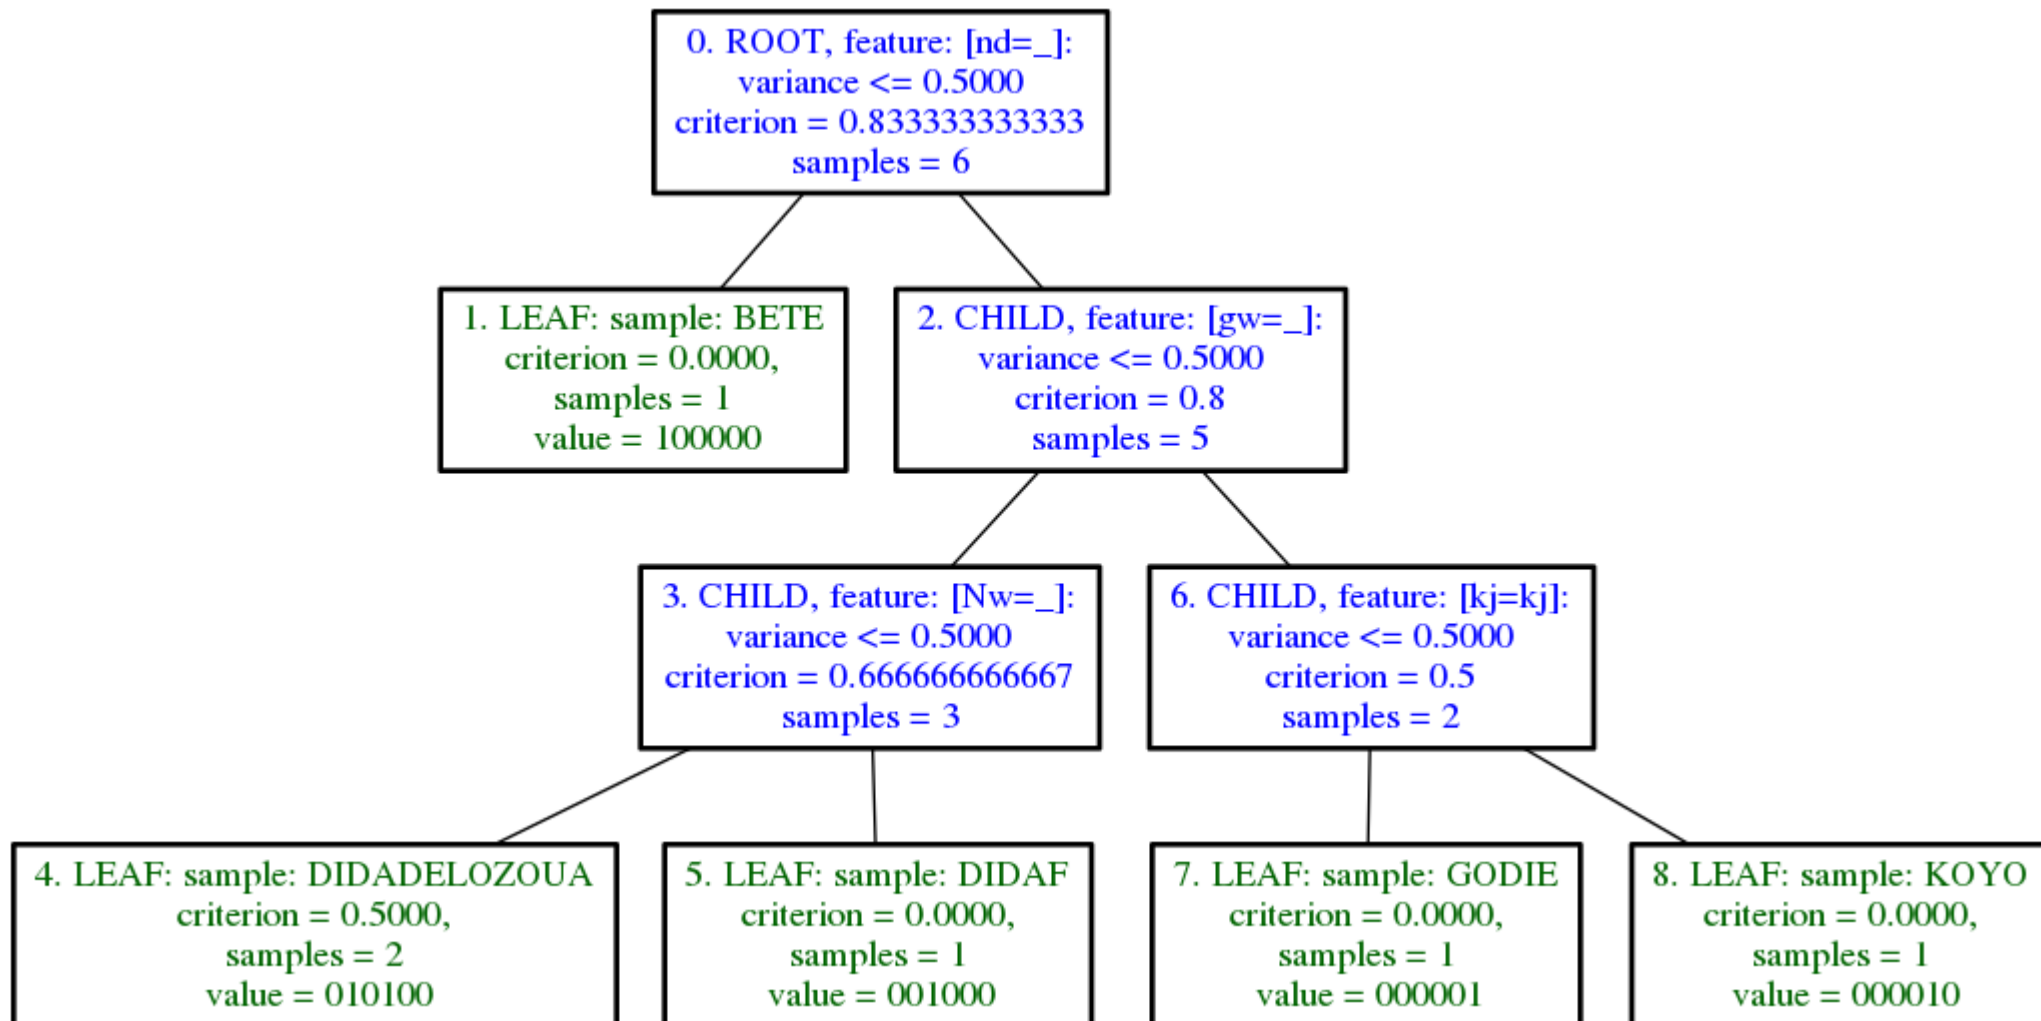 0. ROOT, feature: [nd=_]:
variance <= 0.5000
criterion = 0.833333333333
samples = 6
1. LEAF: sample: BETE
criterion = 0.0000,
samples = 1
value = 100000
2. CHILD, feature: [gw=_]:
variance <= 0.5000
criterion = 0.8
samples = 5
3. CHILD, feature: [Nw=_]:
variance <= 0.5000
criterion = 0.666666666667
samples = 3
6. CHILD, feature: [kj=kj]:
variance <= 0.5000
criterion = 0.5
samples = 2
4. LEAF: sample: DIDADELOZOUA
criterion = 0.5000,
samples = 2
value = 010100
5. LEAF: sample: DIDAF
criterion = 0.0000,
samples = 1
value = 001000
7. LEAF: sample: GODIE
criterion = 0.0000,
samples = 1
value = 000001
8. LEAF: sample: KOYO
criterion = 0.0000,
samples = 1
value = 000010